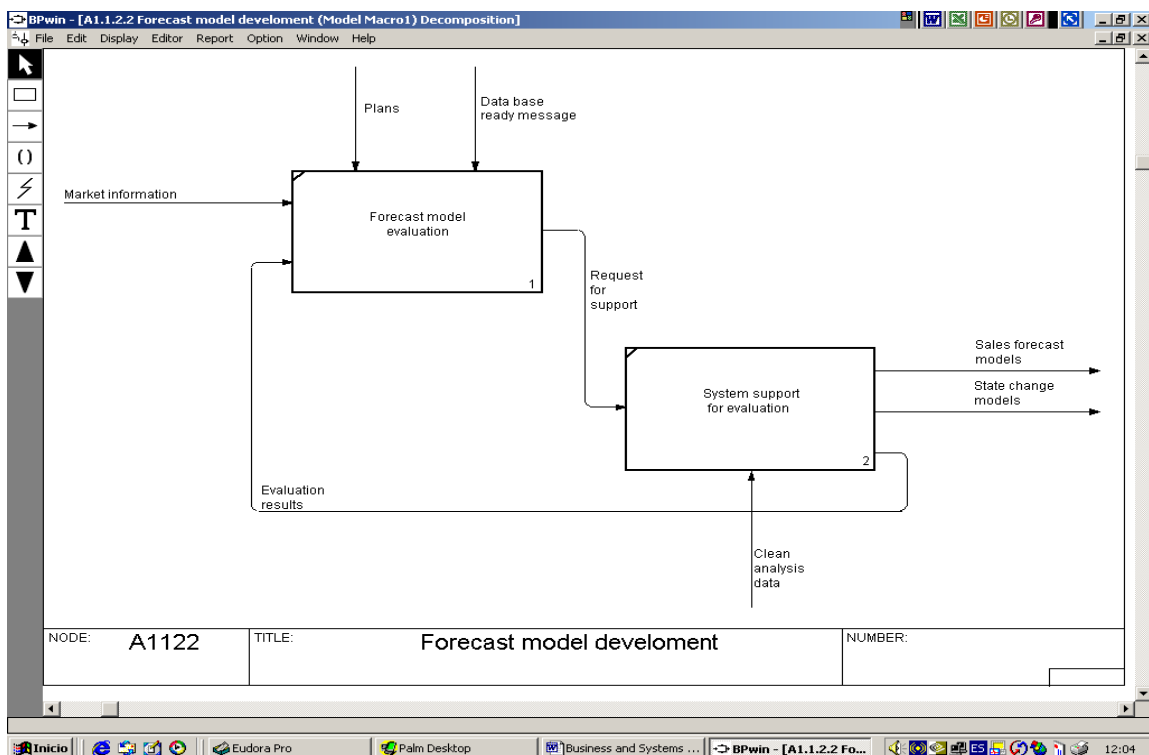 BPwin - [A1.1.2.2 Forecast model develoment (Model Macro1) Decomposition]
File Edit Display Editor Report Option Window Help
Plans
Data base
ready message
Market information
Forecast model
evaluation
1
Request
for
support
Sales forecast
models
State change
models
System support
for evaluation
2
Evaluation
results
Clean
analysis
data
NODE: A1122 TITLE: Forecast model develoment NUMBER:
Inicio Eudora Pro Palm Desktop Business and Systems ... BPwin - [A1.1.2.2 Fo... ES 12:04